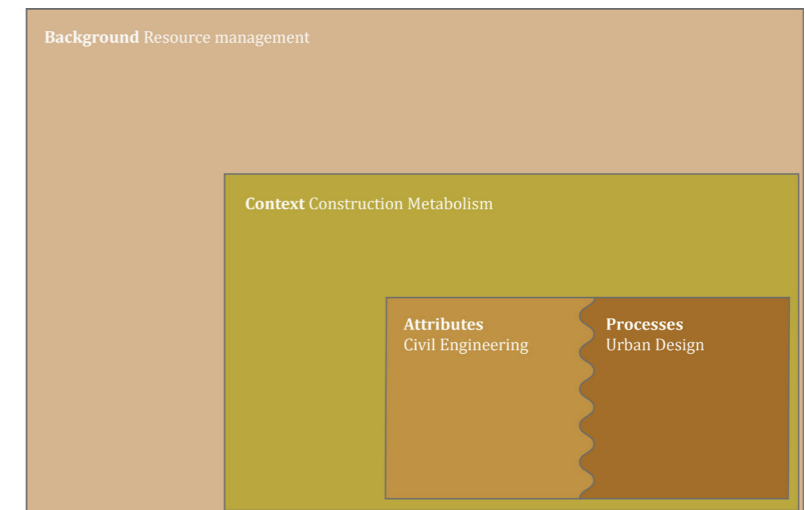 Background Resource management
Context Construction Metabolism
Attributes
Civil Engineering
Processes
Urban Design